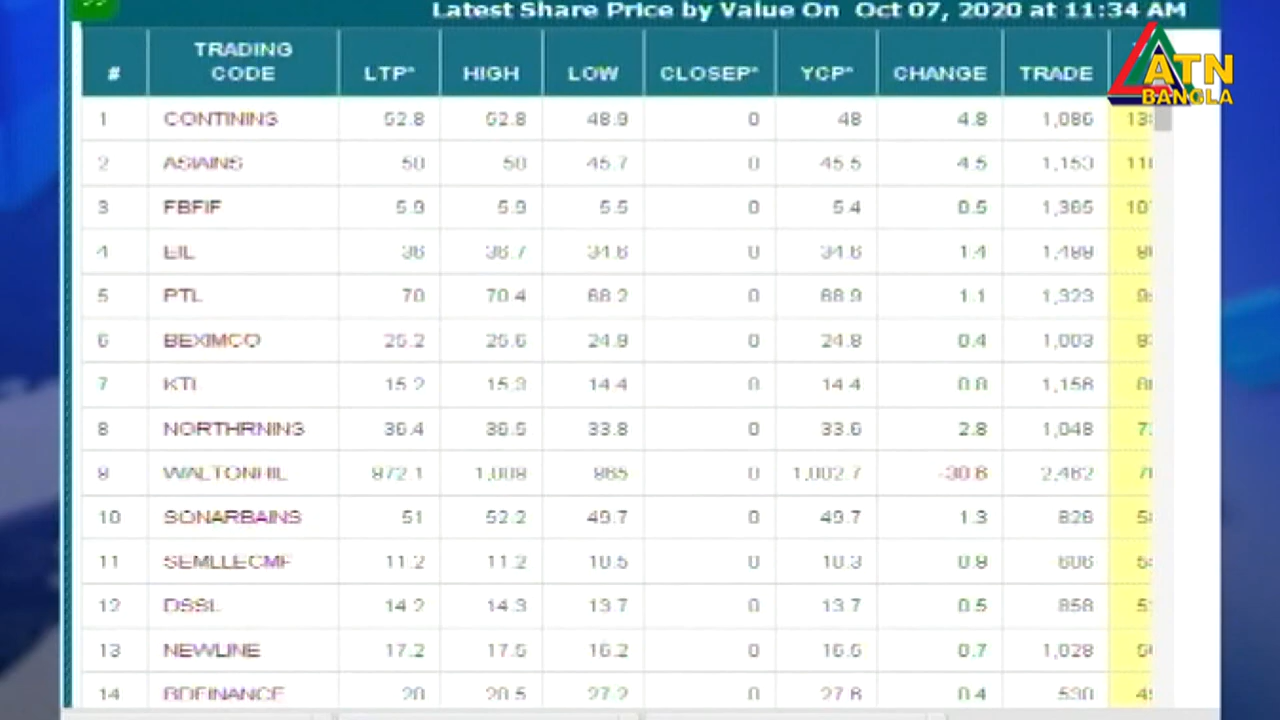 Latest Share Price by Value On Oct 07, 2020 at 11:34 AM
ATN
BANGLA
# TRADING CODE LTP* HIGH LOW CLOSEP* YCP* CHANGE TRADE
1 CONTININS 52.8 52.8 48.9 0 48 4.8 1,086
2 ASIAINS 50 50 45.7 0 45.5 4.5 1,153
3 FBFIF 5.9 5.9 5.5 0 5.4 0.5 1,365
4 EIL 36 36.7 34.6 0 34.6 1.4 1,499
5 PTL 70 70.4 68.2 0 68.9 1.1 1,323
6 BEXIMCO 25.2 25.6 24.9 0 24.8 0.4 1,003
7 KTL 15.2 15.3 14.4 0 14.4 0.8 1,158
8 NORTHRNINS 36.4 36.5 33.8 0 33.6 2.8 1,048
9 WALTONHIL 972.1 1,009 965 0 1,002.7 -30.6 2,462
10 SONARBAINS 51 52.2 49.7 0 49.7 1.3 828
11 SEMLLECMF 11.2 11.2 10.5 0 10.3 0.9 606
12 DSSL 14.2 14.3 13.7 0 13.7 0.5 858
13 NEWLINE 17.2 17.5 16.2 0 16.5 0.7 1,028
14 BDFINANCE 0 27.8 0.4 530